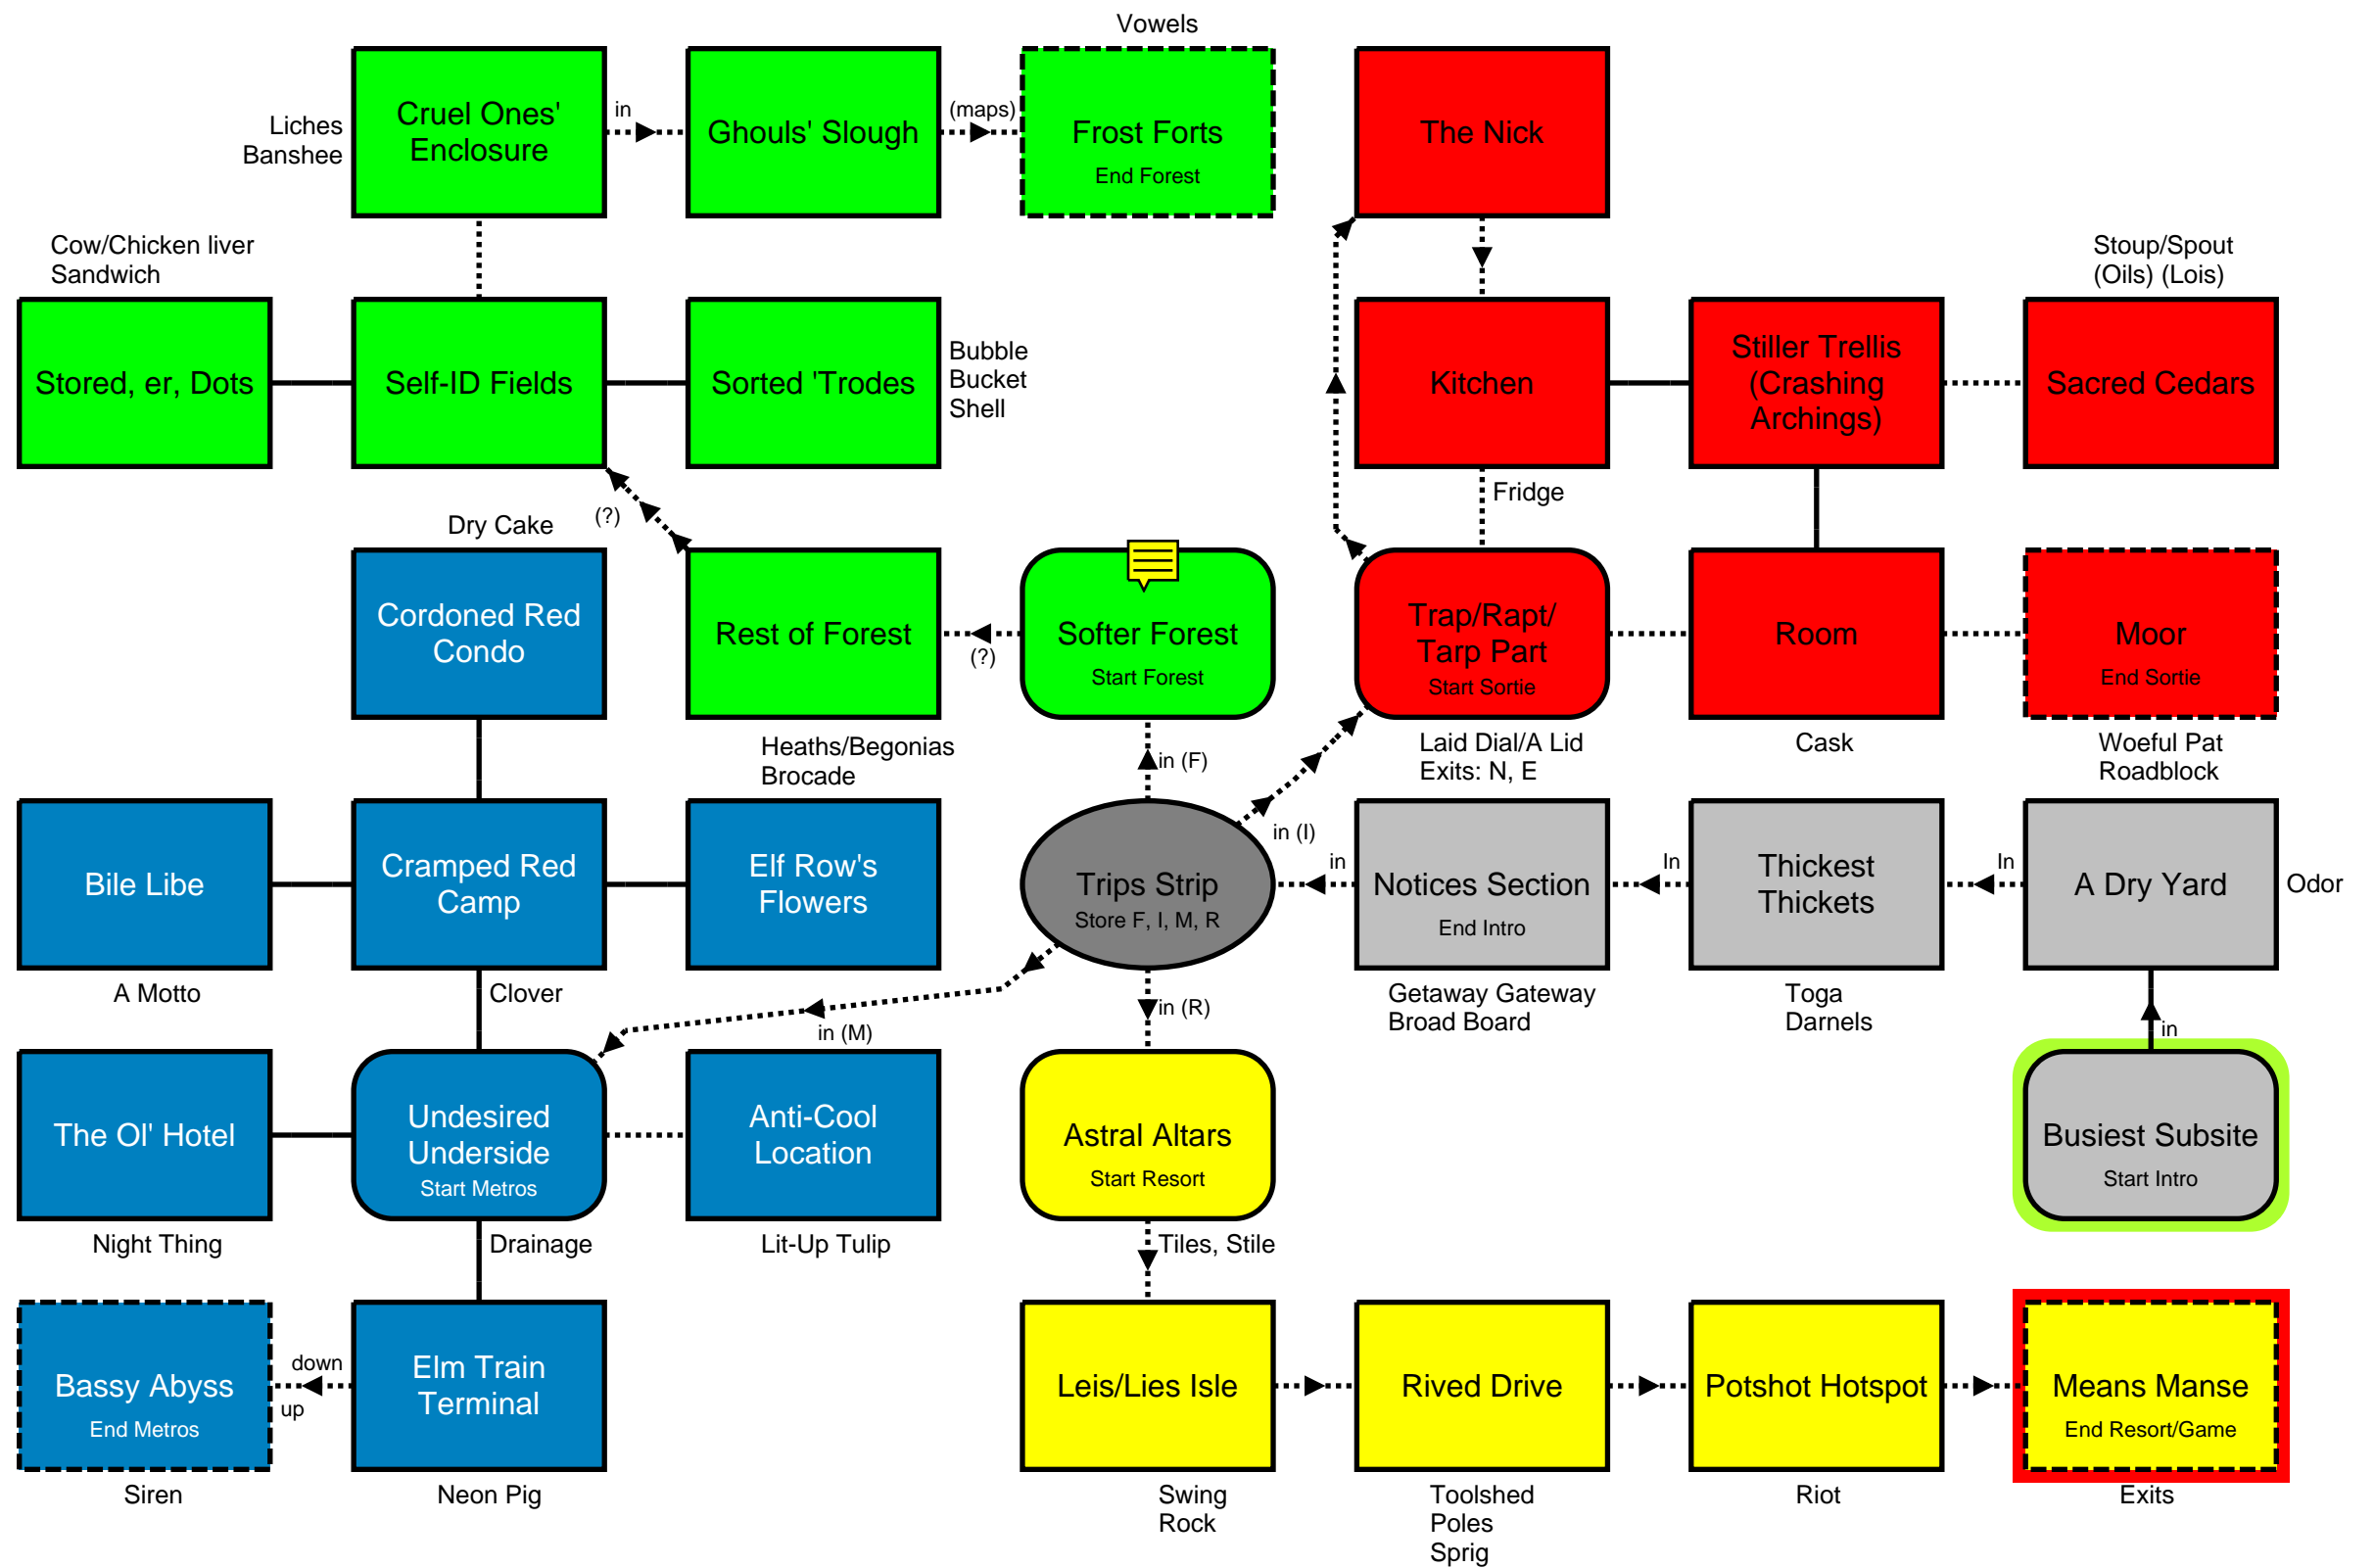 Vowels
Cruel Ones'
Enclosure
Liches
Banshee
in
Ghouls' Slough
(maps)
Frost Forts
End Forest
The Nick
Cow/Chicken liver
Sandwich
Stored, er, Dots
Self-ID Fields
Sorted 'Trodes
Bubble
Bucket
Shell
Kitchen
Fridge
Stiller Trellis
(Crashing
Archings)
Stoup/Spout
(Oils) (Lois)
Sacred Cedars
Dry Cake
(?)
Cordoned Red
Condo
Rest of Forest
(?)
Softer Forest
Start Forest
Trap/Rapt/
Tarp Part
Start Sortie
Room
Moor
End Sortie
Heaths/Begonias
Brocade
in (F)
Laid Dial/A Lid
Exits: N, E
Cask
Woeful Pat
Roadblock
Bile Libe
A Motto
Cramped Red
Camp
Clover
Elf Row's
Flowers
Trips Strip
Store F, I, M, R
in (I)
in
Notices Section
End Intro
In
Thickest
Thickets
In
A Dry Yard
Odor
in (M)
in (R)
Getaway Gateway
Broad Board
Toga
Darnels
in
The Ol' Hotel
Night Thing
Undesired
Underside
Start Metros
Drainage
Anti-Cool
Location
Lit-Up Tulip
Astral Altars
Start Resort
Tiles, Stile
Busiest Subsite
Start Intro
Bassy Abyss
End Metros
Siren
down
up
Elm Train
Terminal
Neon Pig
Leis/Lies Isle
Swing
Rock
Rived Drive
Toolshed
Poles
Sprig
Potshot Hotspot
Riot
Means Manse
End Resort/Game
Exits